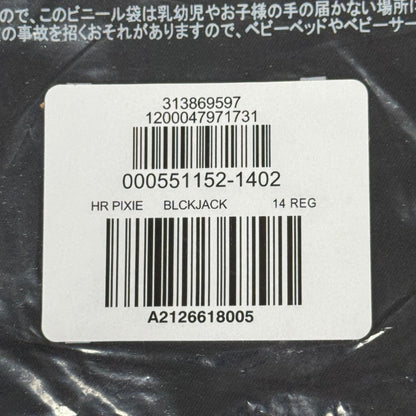 ので、このビニール袋は乳幼児やお子様の手の届かない場所に
の事故を招くおそれがありますので、ベビーベッドやベビーサー
313869597
1200047971731
000551152-1402
HR PIXIE BLCKJACK 14 REG
A2126618005